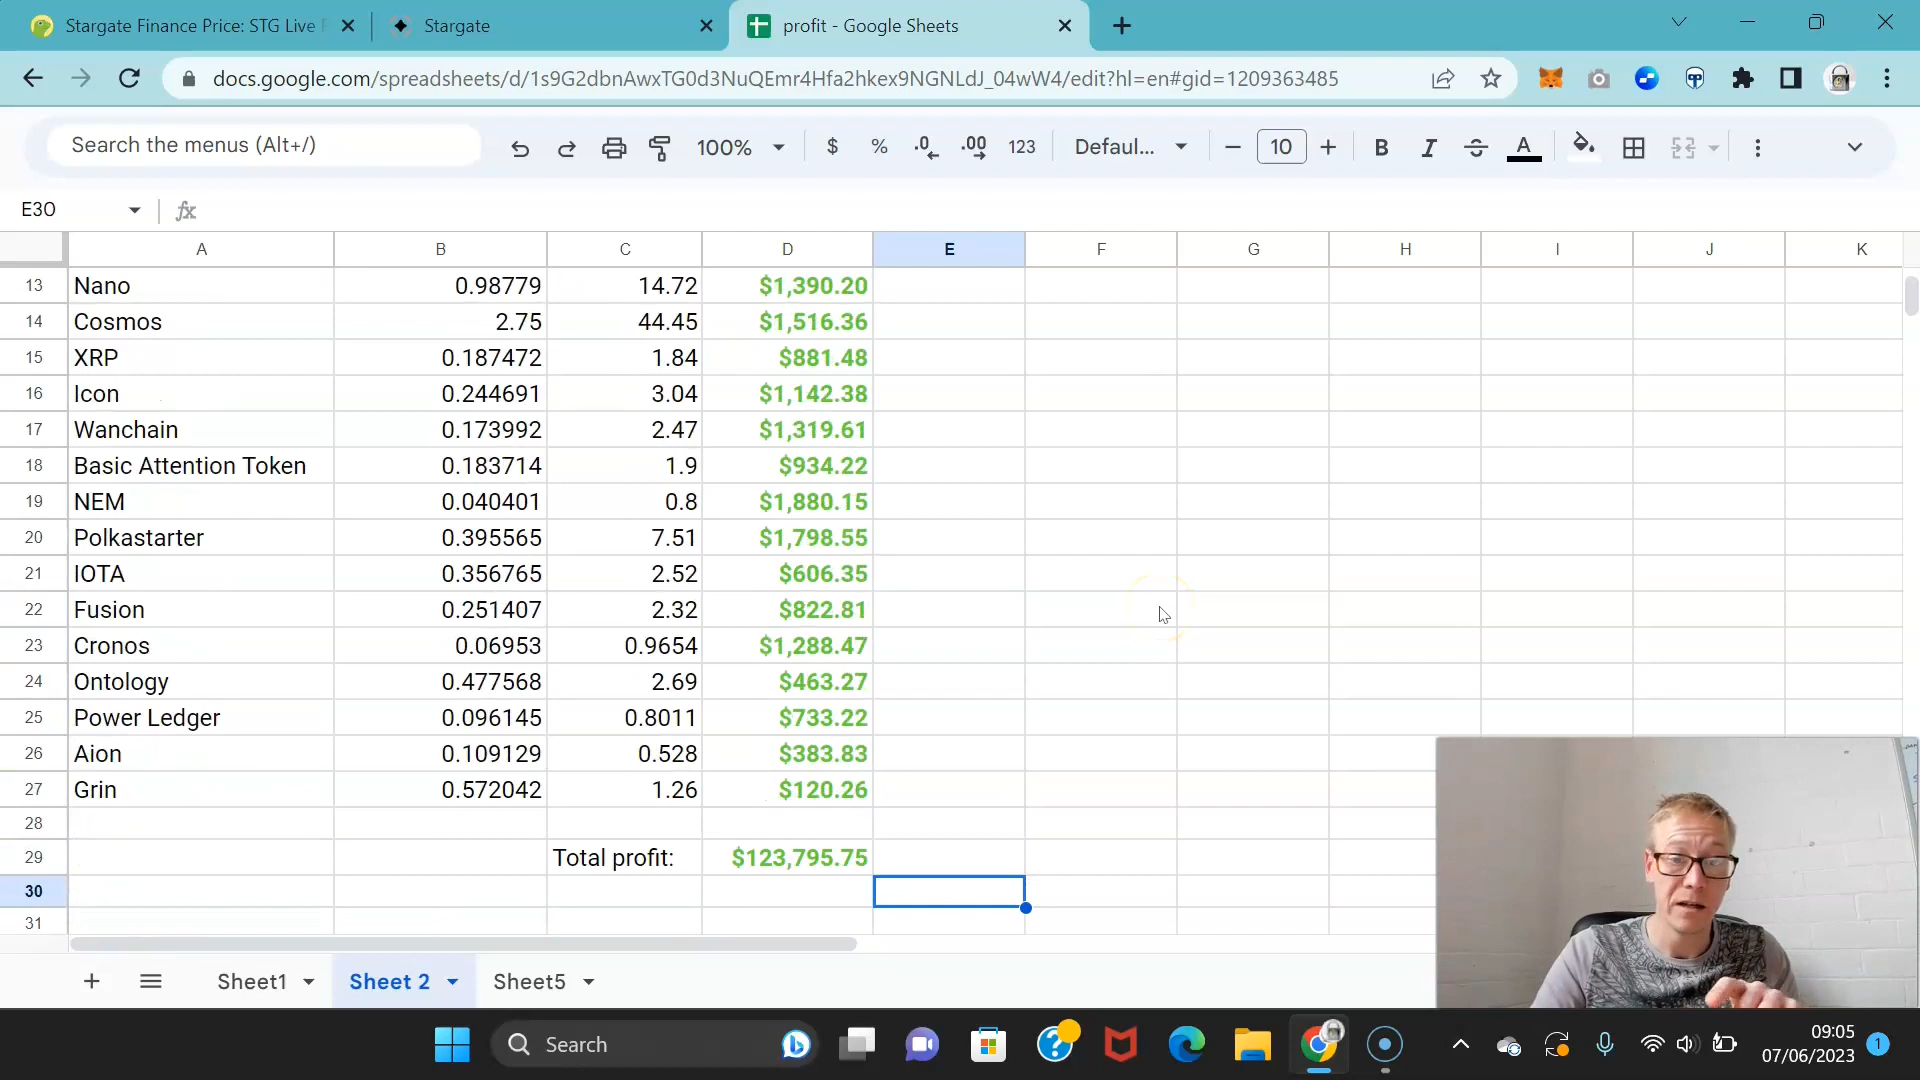 Stargate Finance Price: STG Live
Stargate
profit - Google Sheets
docs.google.com/spreadsheets/d/1s9G2dbnAwxTG0d3NuQEmr4Hfa2hkex9NGNLdJ_04wW4/edit?hl=en#gid=1209363485
Search the menus (Alt+/)
100%
$ % .0 .00 123
Defaul...
10
B I S A
E30
fx
A B C D E F G H I J K
13 Nano 0.98779 14.72 $1,390.20
14 Cosmos 2.75 44.45 $1,516.36
15 XRP 0.187472 1.84 $881.48
16 Icon 0.244691 3.04 $1,142.38
17 Wanchain 0.173992 2.47 $1,319.61
18 Basic Attention Token 0.183714 1.9 $934.22
19 NEM 0.040401 0.8 $1,880.15
20 Polkastarter 0.395565 7.51 $1,798.55
21 IOTA 0.356765 2.52 $606.35
22 Fusion 0.251407 2.32 $822.81
23 Cronos 0.06953 0.9654 $1,288.47
24 Ontology 0.477568 2.69 $463.27
25 Power Ledger 0.096145 0.8011 $733.22
26 Aion 0.109129 0.528 $383.83
27 Grin 0.572042 1.26 $120.26
28
29 Total profit: $123,795.75
30
31
Sheet1
Sheet 2
Sheet5
Search
09:05
07/06/2023
1